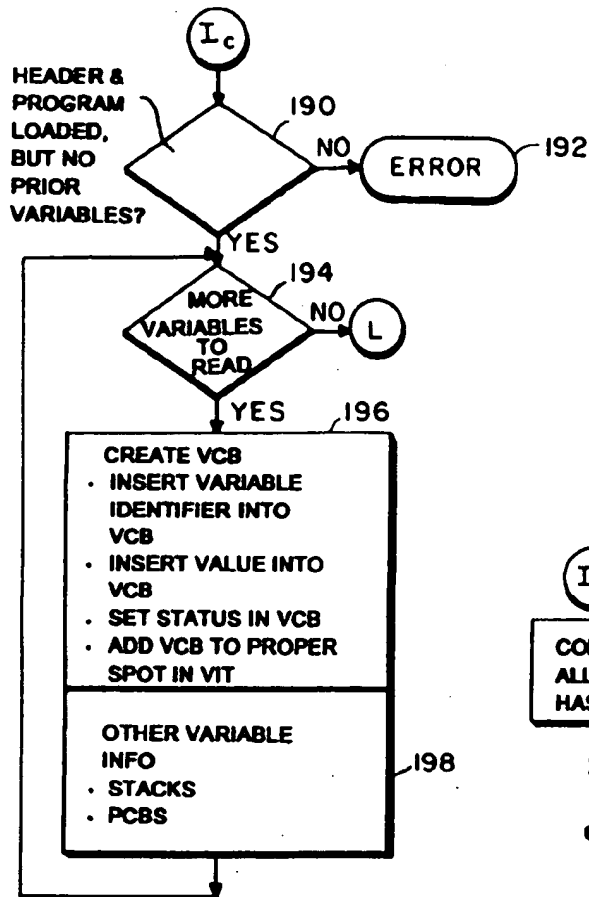 Ic
HEADER &
PROGRAM
LOADED,
BUT NO
PRIOR
VARIABLES?
190
NO
ERROR
192
YES
194
MORE
VARIABLES
TO
READ
NO
L
YES
196
CREATE VCB
• INSERT VARIABLE
IDENTIFIER INTO
VCB
• INSERT VALUE INTO
VCB
• SET STATUS IN VCB
• ADD VCB TO PROPER
SPOT IN VIT
OTHER VARIABLE
INFO
• STACKS
• PCBS
198
I
ALL
HAS